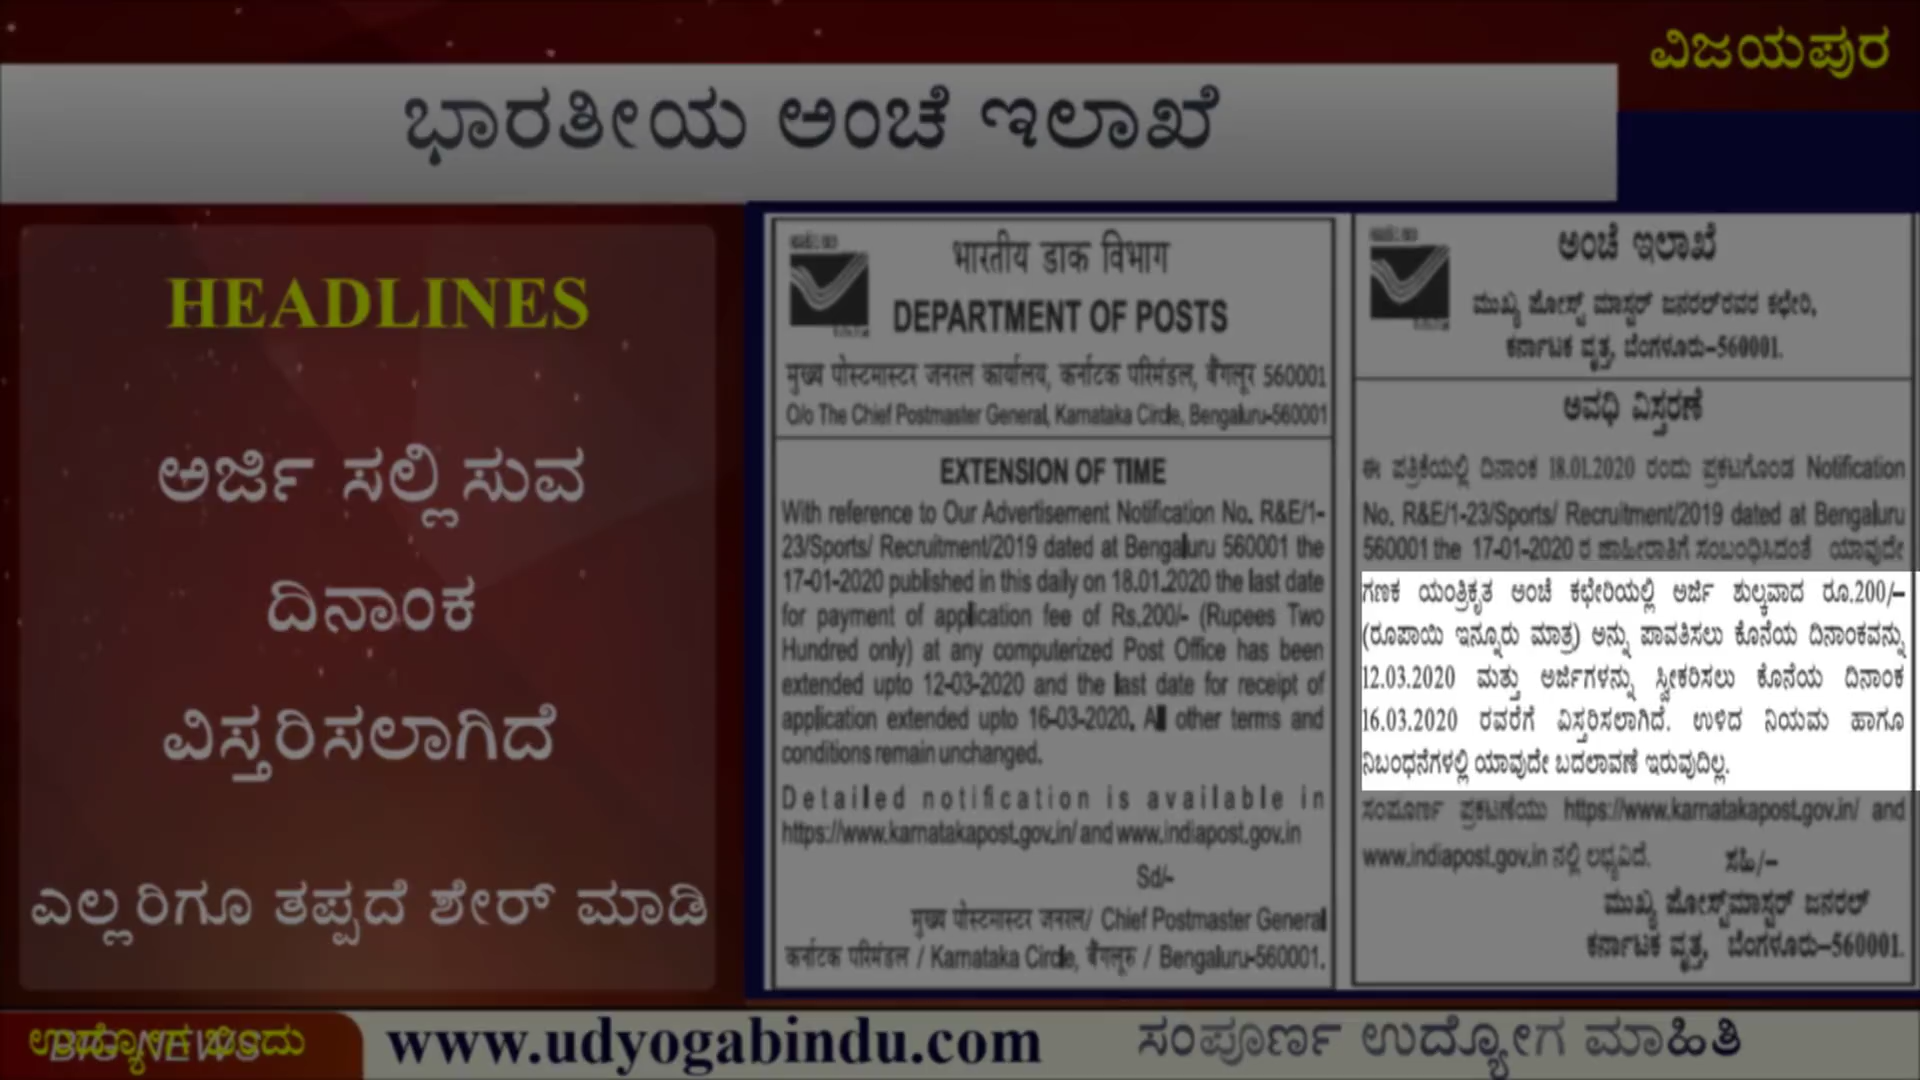 ವಿಜಯಪುರ
ಭಾರತೀಯ ಅಂಚೆ ಇಲಾಖೆ
HEADLINES
ಅರ್ಜಿ ಸಲ್ಲಿಸುವ
ದಿನಾಂಕ
ವಿಸ್ತರಿಸಲಾಗಿದೆ
ಎಲ್ಲರಿಗೂ ತಪ್ಪದೆ ಶೇರ್ ಮಾಡಿ
भारतीय डाक विभाग
DEPARTMENT OF POSTS
मुख्य पोस्टमास्टर जनरल कार्यालय, कर्नाटक परिमंडल, बैंगलूर 560001
O/o The Chief Postmaster General, Karnataka Circle, Bengaluru-560001
EXTENSION OF TIME
With reference to Our Advertisement Notification No. R&E/1-
23/Sports/ Recruitment/2019 dated at Bengaluru 560001 the
17-01-2020 published in this daily on 18.01.2020 the last date
for payment of application fee of Rs.200/- (Rupees Two
Hundred only) at any computerized Post Office has been
extended upto 12-03-2020 and the last date for receipt of
application extended upto 16-03-2020. All other terms and
conditions remain unchanged.
Detailed notification is available in
https://www.karnatakapost.gov.in/ and www.indiapost.gov.in
Sd/-
मुख्य पोस्टमास्टर जनरल/ Chief Postmaster General
कर्नाटक परिमंडल / Karnataka Circle, बैंगलूरु / Bengaluru-560001.
ಅಂಚೆ ಇಲಾಖೆ
ಮುಖ್ಯ ಪೋಸ್ಟ್ ಮಾಸ್ಟರ್ ಜನರಲ್‌ರವರ ಕಛೇರಿ,
ಕರ್ನಾಟಕ ವೃತ್ತ, ಬೆಂಗಳೂರು–560001.
ಅವಧಿ ವಿಸ್ತರಣೆ
ಈ ಪತ್ರಿಕೆಯಲ್ಲಿ ದಿನಾಂಕ 18.01.2020 ರಂದು ಪ್ರಕಟಗೊಂಡ Notification
No. R&E/1-23/Sports/ Recruitment/2019 dated at Bengaluru
560001 the 17-01-2020 ರ ಜಾಹೀರಾತಿಗೆ ಸಂಬಂಧಿಸಿದಂತೆ ಯಾವುದೇ
ಗಣಕ ಯಂತ್ರಿಕೃತ ಅಂಚೆ ಕಛೇರಿಯಲ್ಲಿ ಅರ್ಜಿ ಶುಲ್ಕವಾದ ರೂ.200/–
(ರೂಪಾಯಿ ಇನ್ನೂರು ಮಾತ್ರ) ಅನ್ನು ಪಾವತಿಸಲು ಕೊನೆಯ ದಿನಾಂಕವನ್ನು
12.03.2020 ಮತ್ತು ಅರ್ಜಿಗಳನ್ನು ಸ್ವೀಕರಿಸಲು ಕೊನೆಯ ದಿನಾಂಕ
16.03.2020 ರವರೆಗೆ ವಿಸ್ತರಿಸಲಾಗಿದೆ. ಉಳಿದ ನಿಯಮ ಹಾಗೂ
ನಿಬಂಧನೆಗಳಲ್ಲಿ ಯಾವುದೇ ಬದಲಾವಣೆ ಇರುವುದಿಲ್ಲ.
ಸಂಪೂರ್ಣ ಪ್ರಕಟಣೆಯು https://www.karnatakapost.gov.in/ and
www.indiapost.gov.in ನಲ್ಲಿ ಲಭ್ಯವಿದೆ.
ಸಹಿ/–
ಮುಖ್ಯ ಪೋಸ್ಟ್‌ಮಾಸ್ಟರ್ ಜನರಲ್
ಕರ್ನಾಟಕ ವೃತ್ತ, ಬೆಂಗಳೂರು–560001.
ಉದ್ಯೋಗ ಬಿಂದು
BIG NEWS
www.udyogabindu.com
ಸಂಪೂರ್ಣ ಉದ್ಯೋಗ ಮಾಹಿತಿ